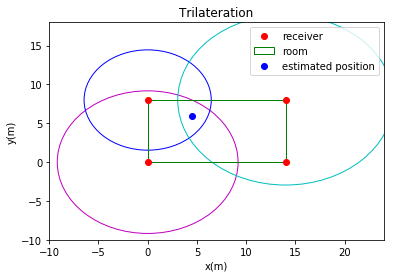 Trilateration
receiver
room
estimated position
15
10
5
0
−5
−10
y(m)
−10 −5 0 5 10 15 20
x(m)